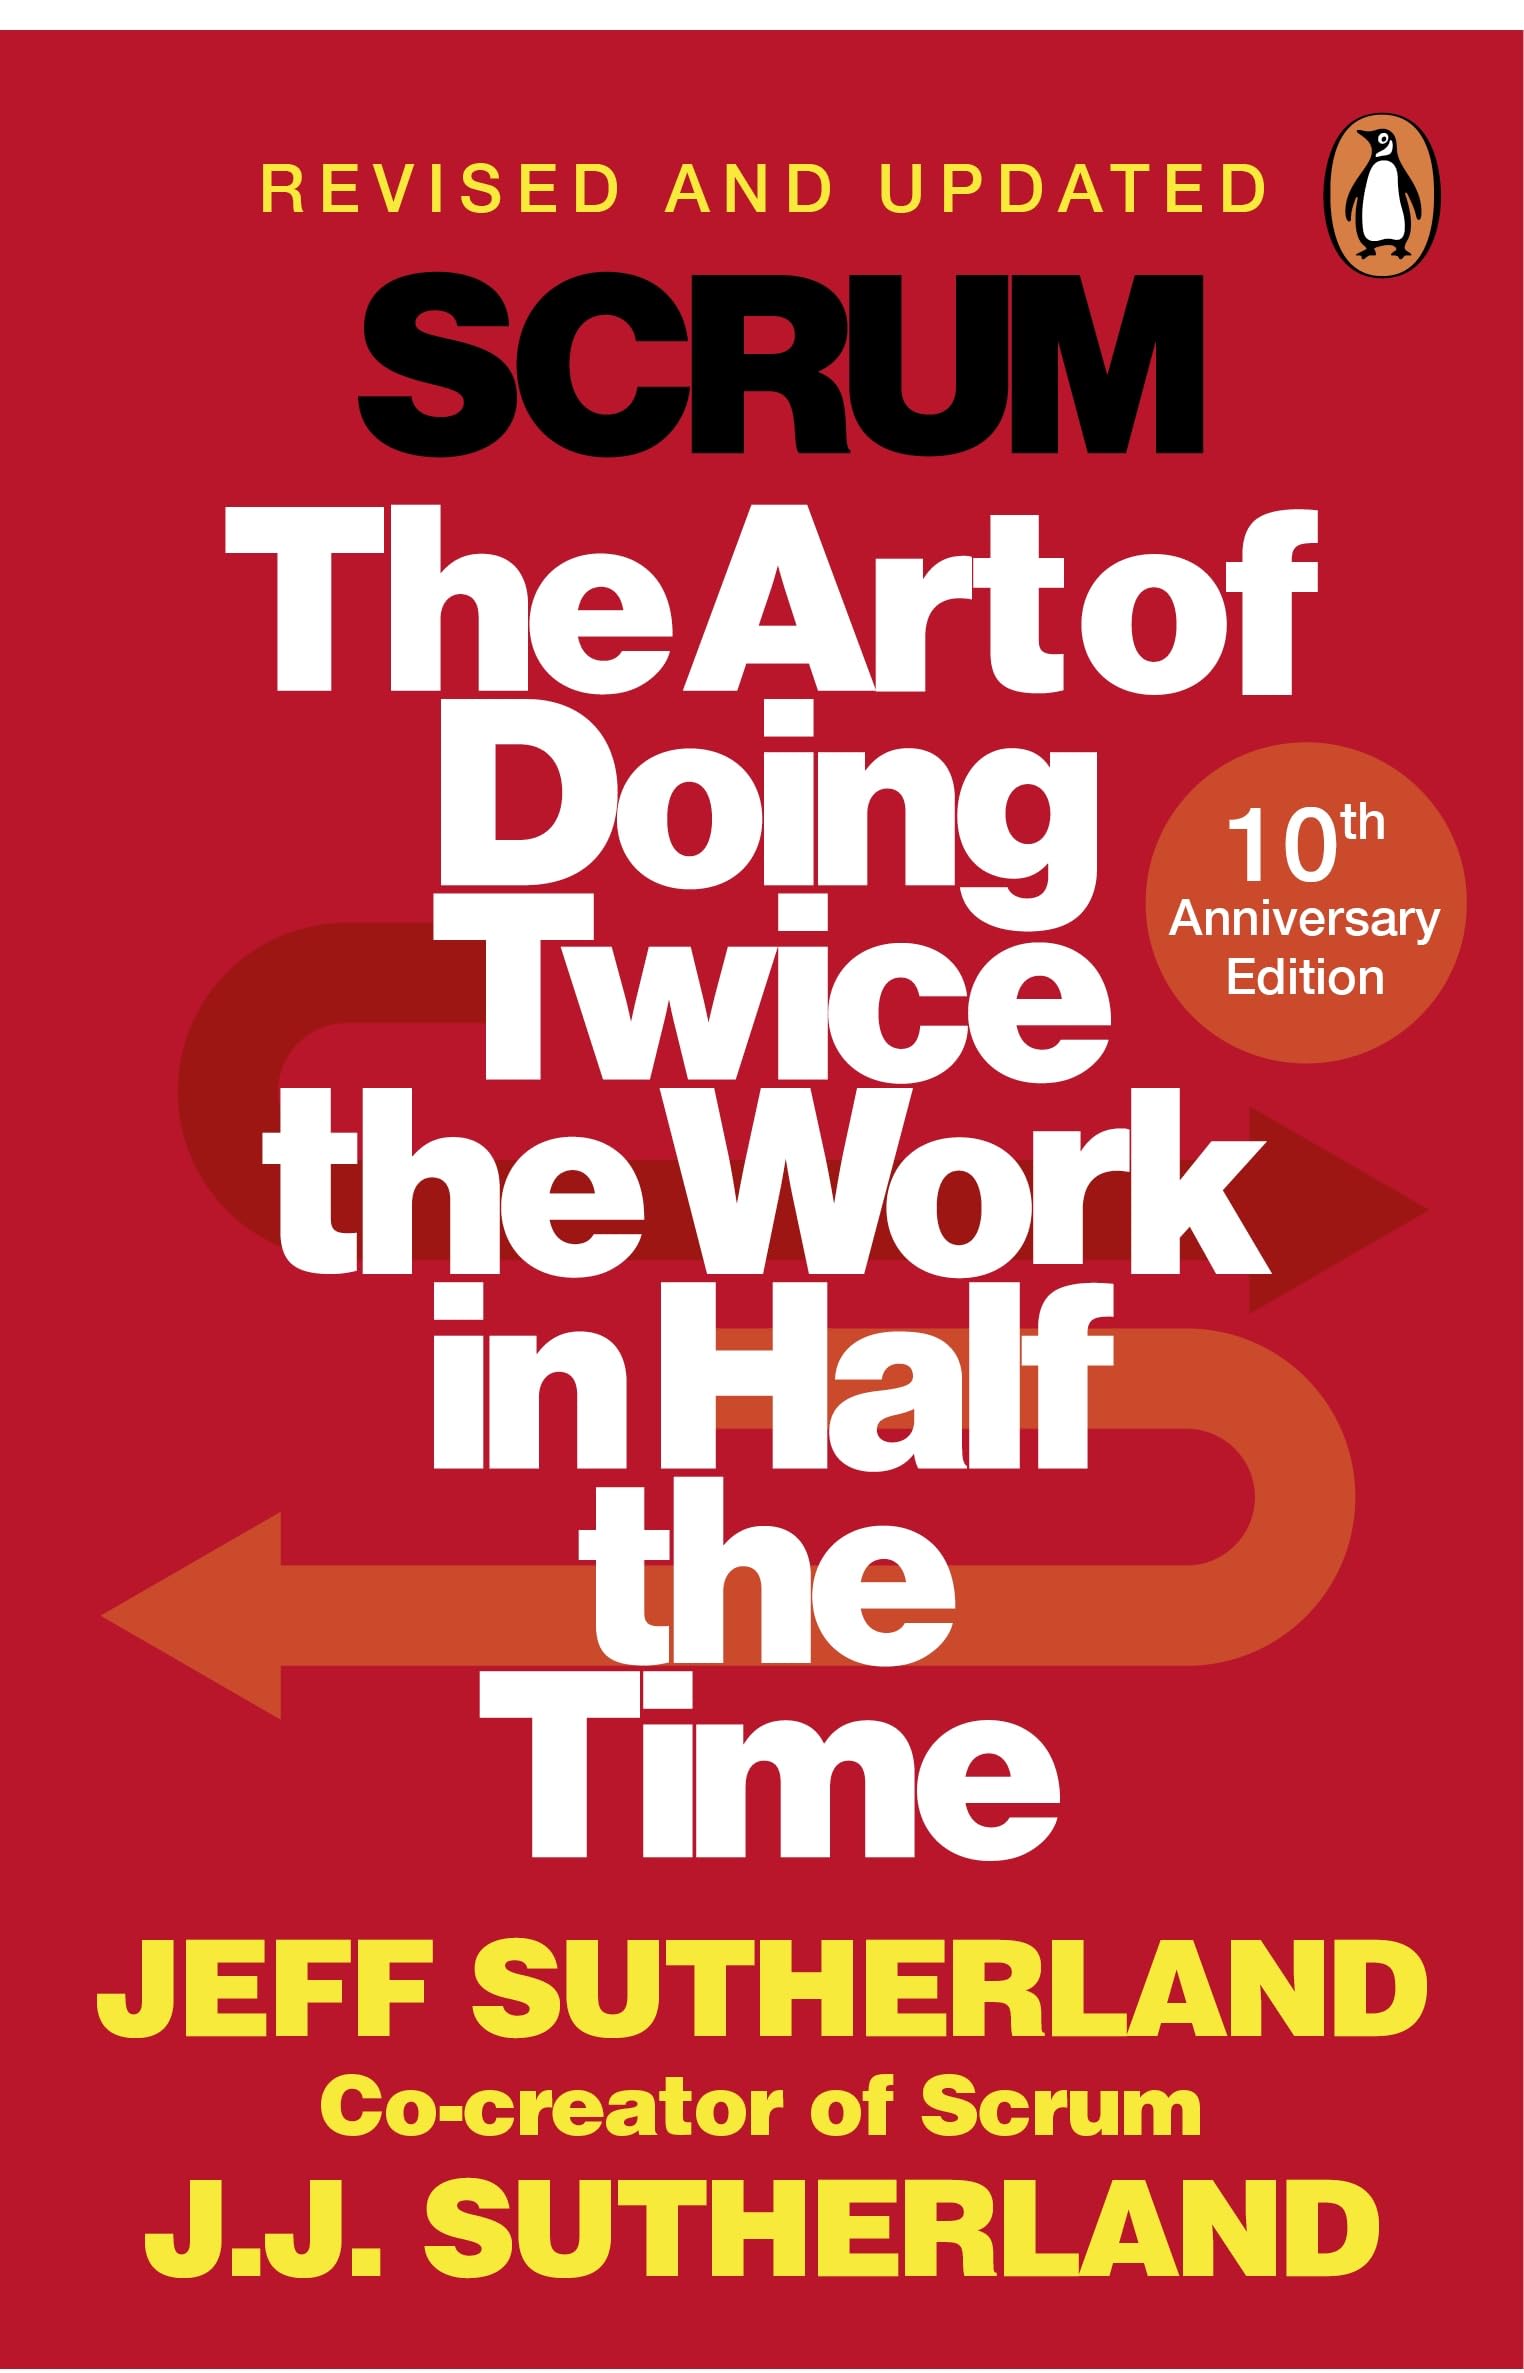 REVISED AND UPDATED
SCRUM
The Art of
Doing
Twice
the Work
in Half
the
Time
10th
Anniversary
Edition
JEFF SUTHERLAND
Co-creator of Scrum
J.J. SUTHERLAND